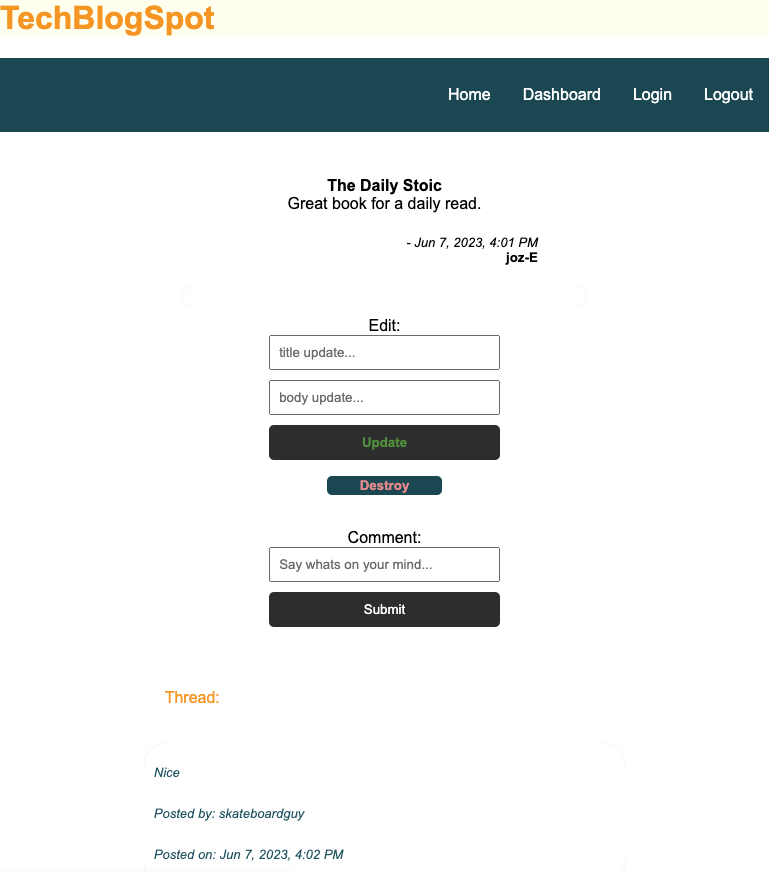 TechBlogSpot
Home Dashboard Login Logout
The Daily Stoic
Great book for a daily read.
- Jun 7, 2023, 4:01 PM
joz-E
Edit:
title update...
body update...
Update
Destroy
Comment:
Say whats on your mind...
Submit
Thread:
Nice
Posted by: skateboardguy
Posted on: Jun 7, 2023, 4:02 PM